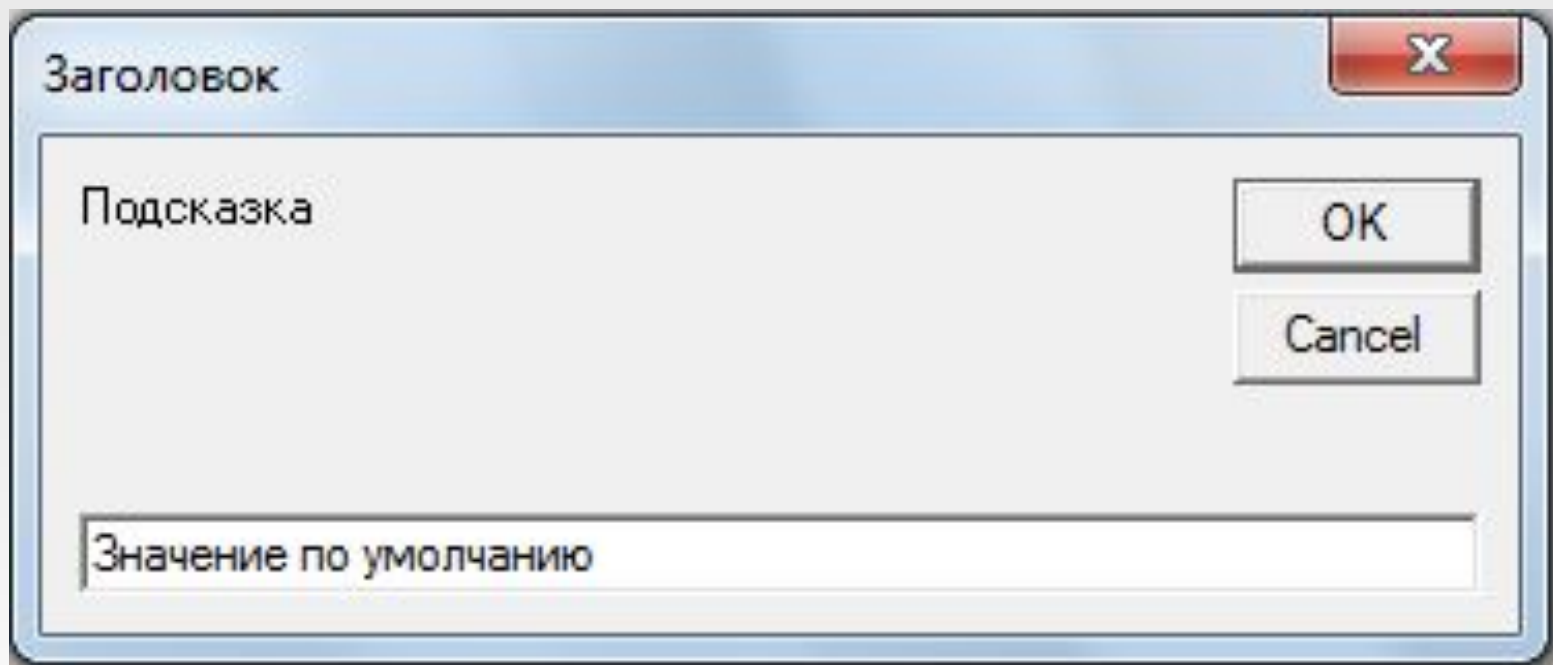 Заголовок
Подсказка
OK
Cancel
Значение по умолчанию